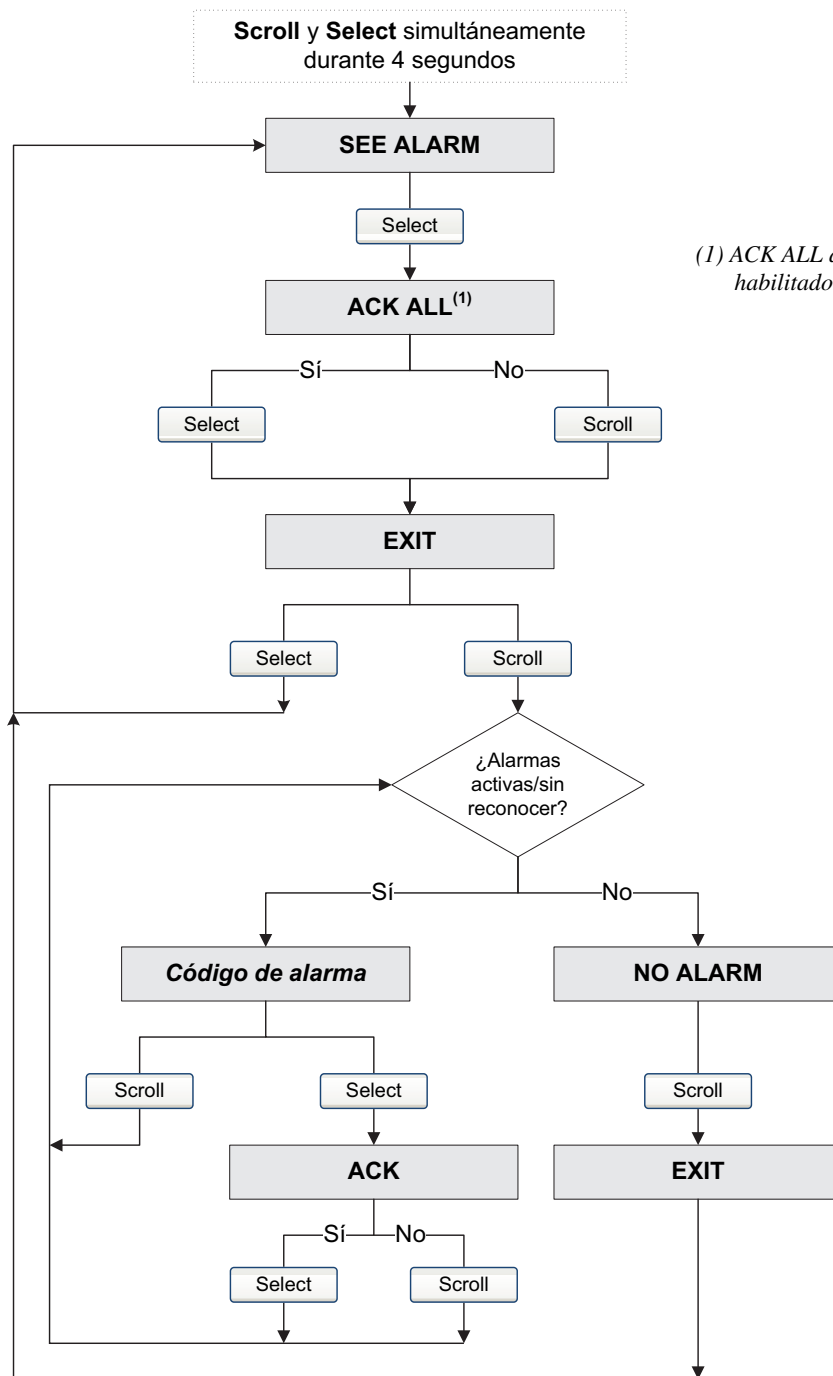 Scroll y Select simultáneamente
durante 4 segundos
SEE ALARM
Select
(1) ACK ALL
habilitado
ACK ALL(1)
Sí
No
Select
Scroll
EXIT
Select
Scroll
¿Alarmas
activas/sin
reconocer?
Sí
No
Código de alarma
NO ALARM
Scroll
Select
Scroll
ACK
EXIT
Sí
No
Select
Scroll